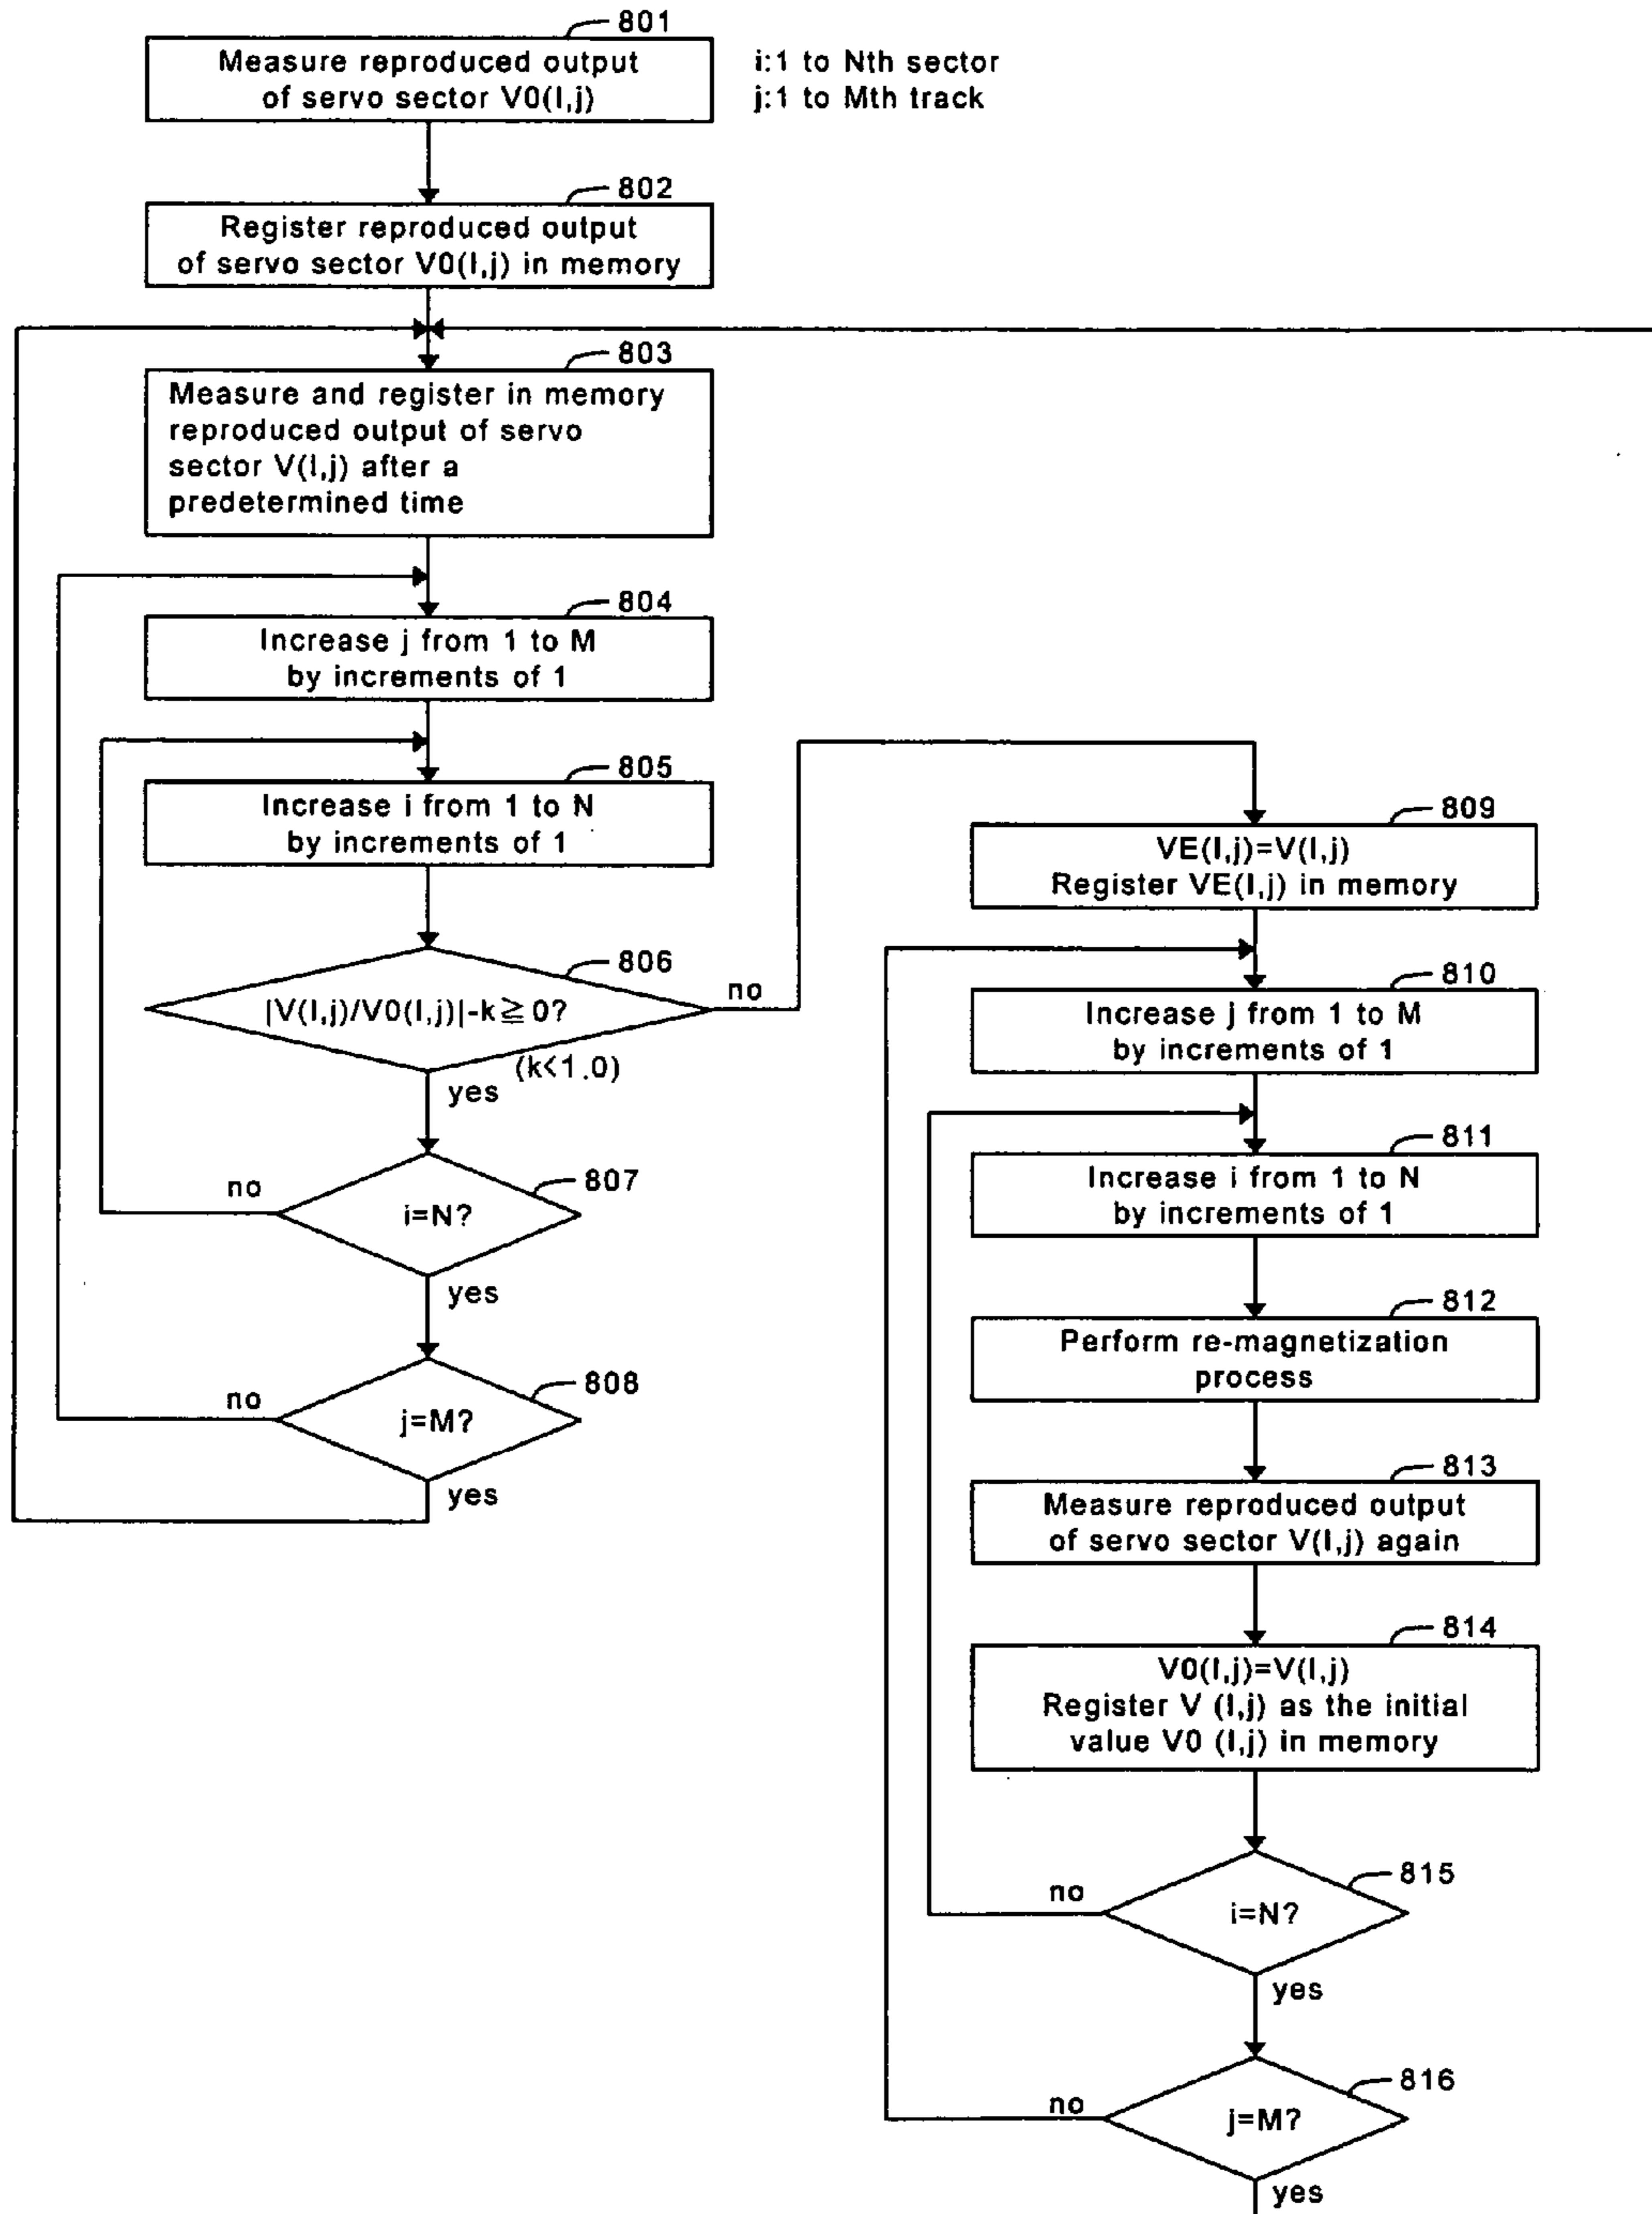 801
Measure reproduced output
of servo sector V0(I,j)
i:1 to Nth sector
j:1 to Mth track
802
Register reproduced output
of servo sector V0(I,j) in memory
803
Measure and register in memory
reproduced output of servo
sector V(I,j) after a
predetermined time
804
Increase j from 1 to M
by increments of 1
805
Increase i from 1 to N
by increments of 1
806
|V(I,j)/V0(I,j)|-k≧0?
(k<1.0)
no
yes
807
i=N?
no
yes
808
j=M?
no
yes
809
VE(I,j)=V(I,j)
Register VE(I,j) in memory
810
Increase j from 1 to M
by increments of 1
811
Increase i from 1 to N
by increments of 1
812
Perform re-magnetization
process
813
Measure reproduced output
of servo sector V(I,j) again
814
V0(I,j)=V(I,j)
Register V (I,j) as the initial
value V0 (I,j) in memory
815
i=N?
no
yes
816
j=M?
no
yes